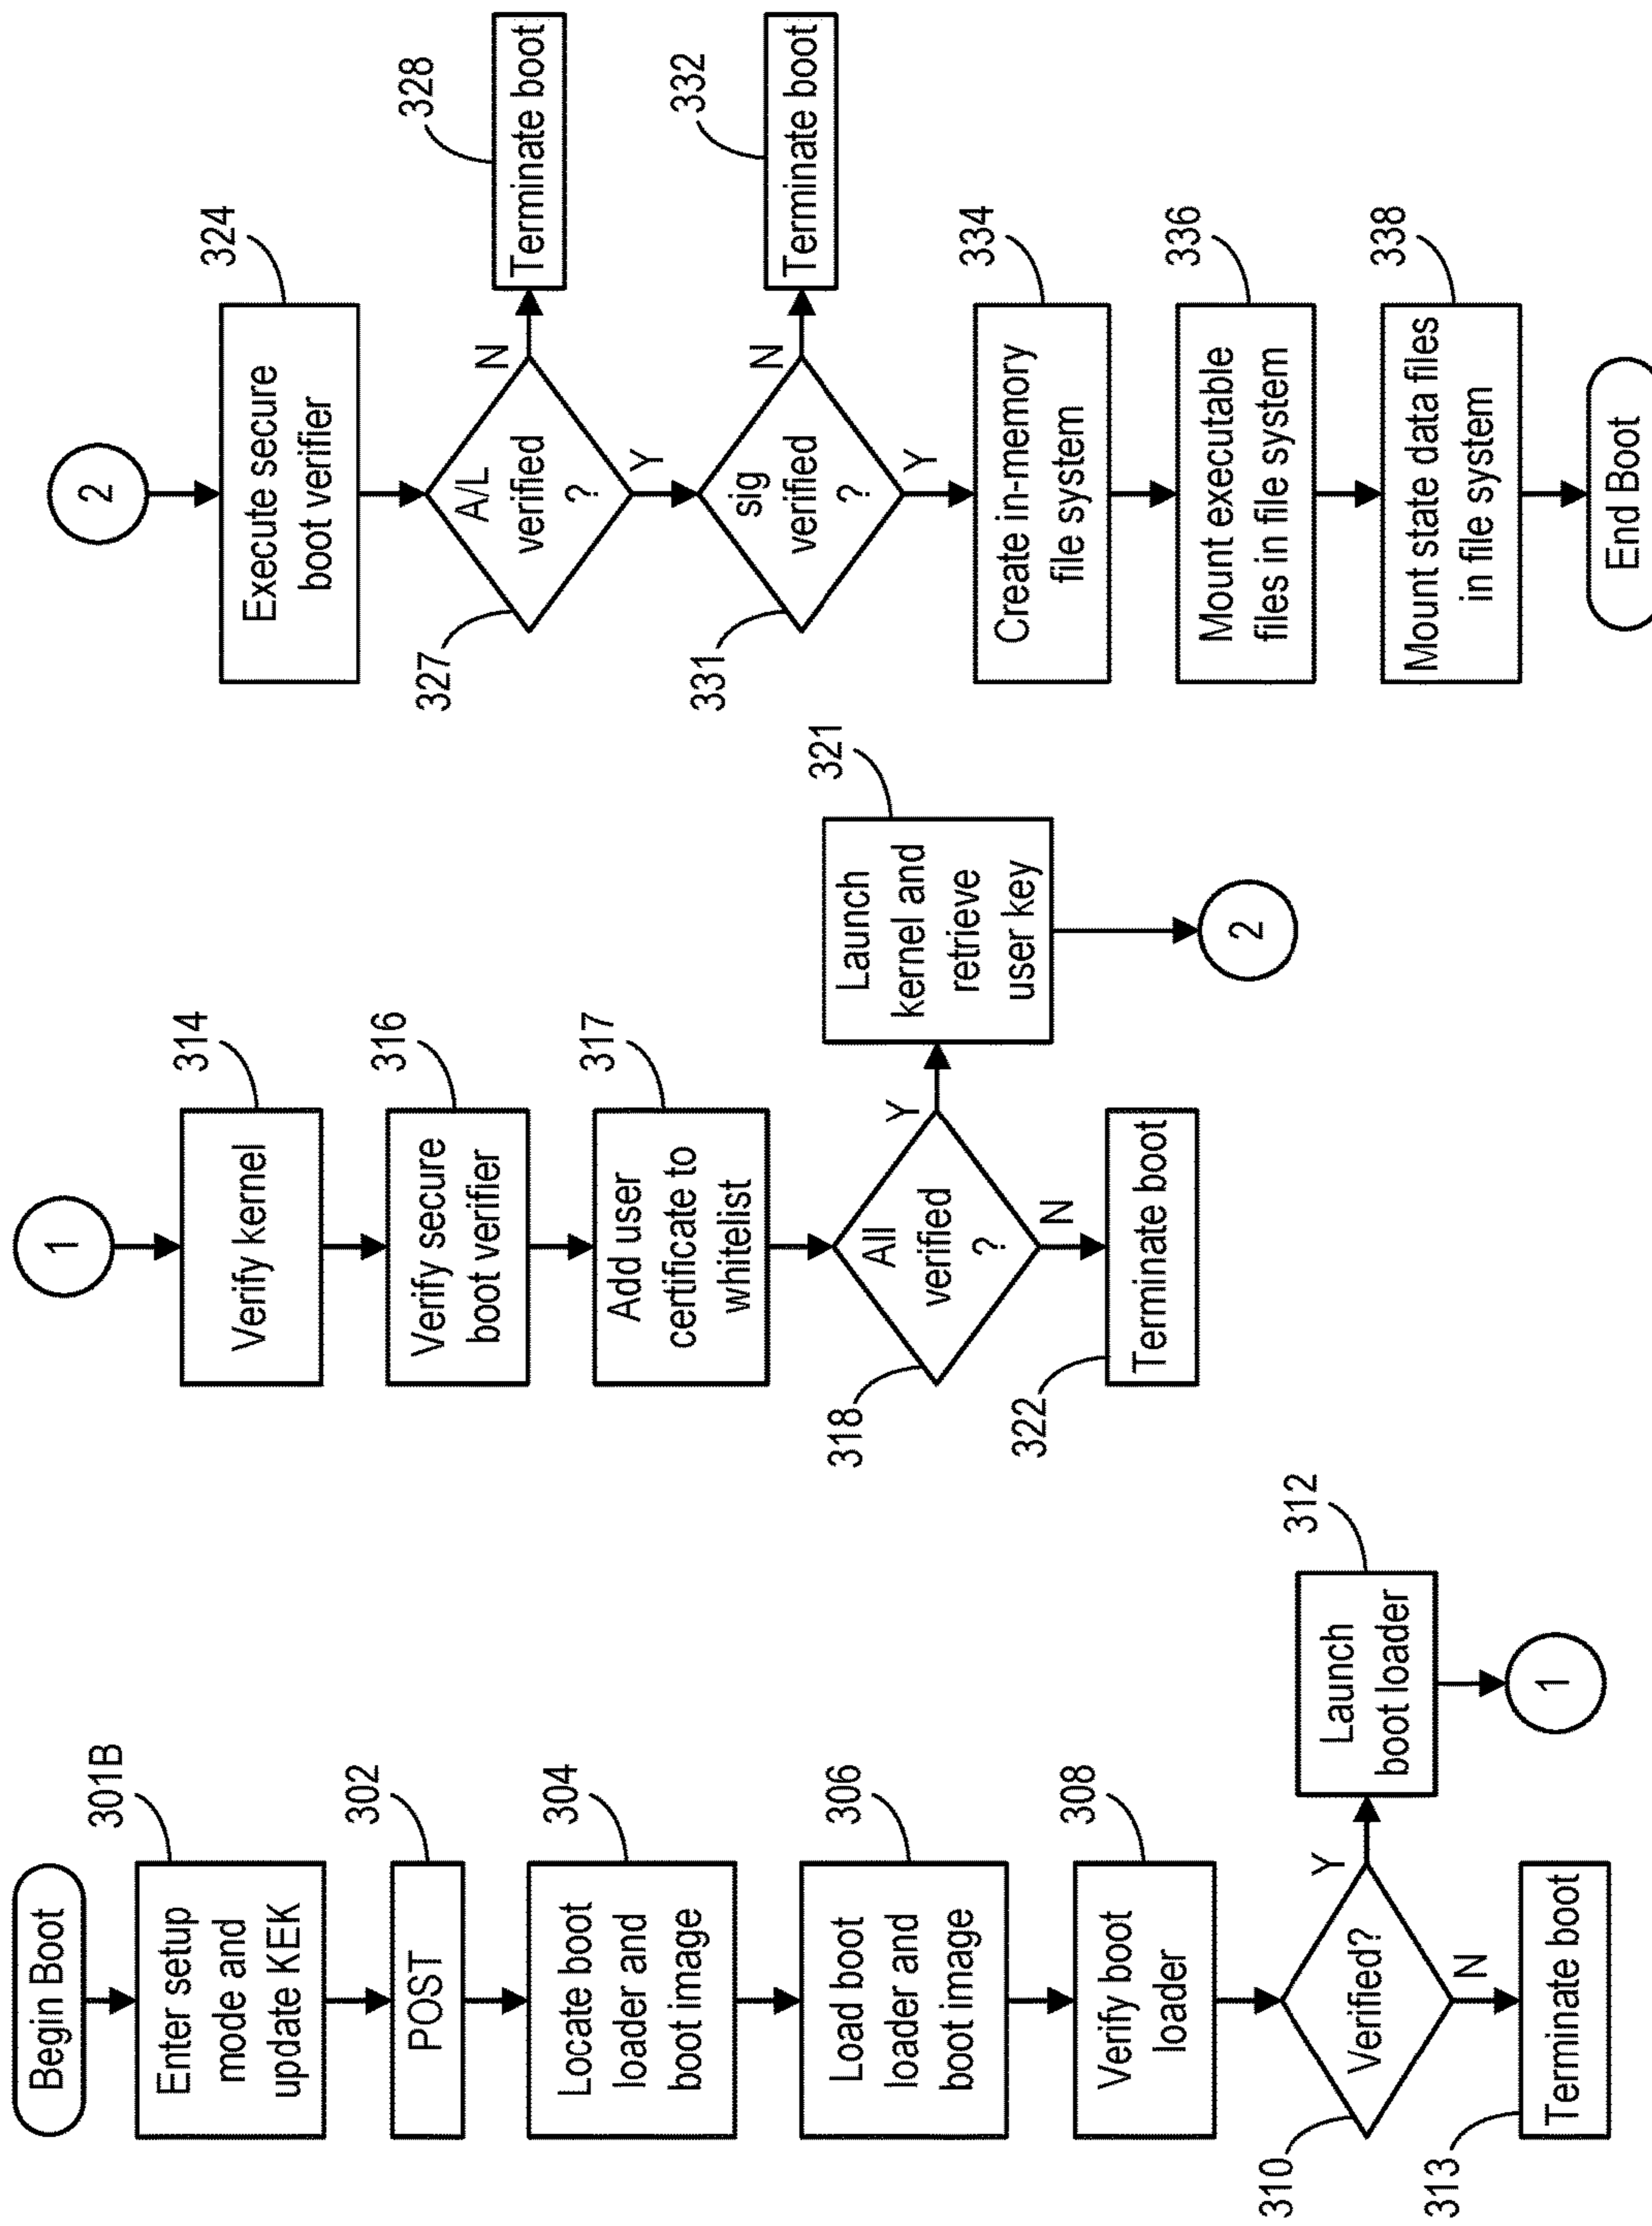 Begin Boot
301B
Enter setup
mode and
update KEK
302
POST
304
Locate boot
loader and
boot image
306
Load boot
loader and
boot image
308
Verify boot
loader
310
Verified?
Y
N
312
Launch
boot loader
1
313
Terminate boot
1
314
Verify kernel
316
Verify secure
boot verifier
317
Add user
certificate to
whitelist
318
All
verified
?
Y
N
321
Launch
kernel and
retrieve
user key
2
322
Terminate boot
2
324
Execute secure
boot verifier
327
A/L
verified
?
N
Y
328
Terminate boot
331
sig
verified
?
N
Y
332
Terminate boot
334
Create in-memory
file system
336
Mount executable
files in file system
338
Mount state data files
in file system
End Boot